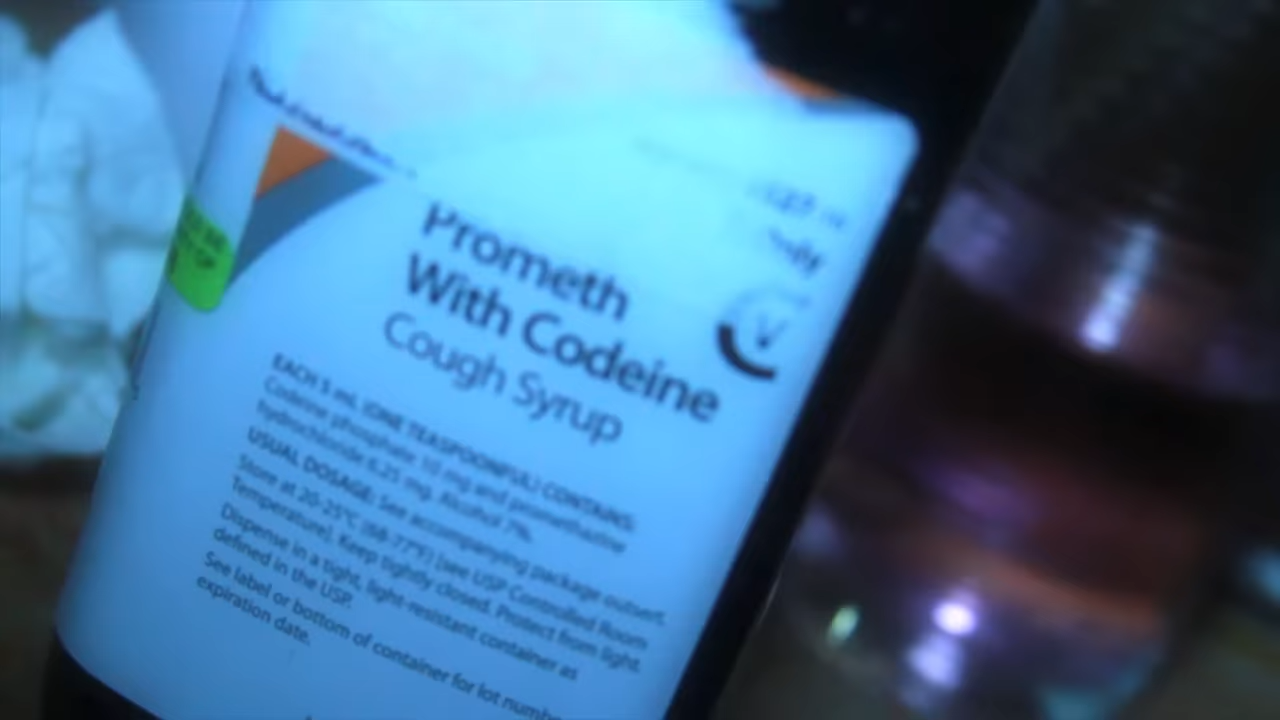 Prometh
With Codeine
Cough Syrup
V
EACH 5 mL (ONE TEASPOONFUL) CONTAINS:
Codeine phosphate 10 mg and promethazine
hydrochloride 6.25 mg. Alcohol 7%.
USUAL DOSAGE: See accompanying package outsert.
Store at 20-25°C (68-77°F) [see USP Controlled Room
Temperature]. Keep tightly closed. Protect from light.
Dispense in a tight, light-resistant container as
defined in the USP.
See label or bottom of container for lot number
expiration date.